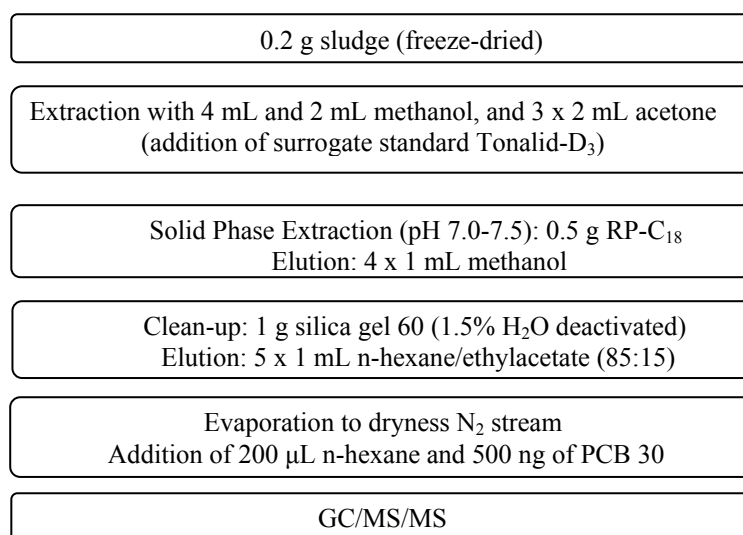 0.2 g sludge (freeze-dried)
Extraction with 4 mL and 2 mL methanol, and 3 x 2 mL acetone
(addition of surrogate standard Tonalid-D₃)
Solid Phase Extraction (pH 7.0-7.5): 0.5 g RP-C₁₈
Elution: 4 x 1 mL methanol
Clean-up: 1 g silica gel 60 (1.5% H₂O deactivated)
Elution: 5 x 1 mL n-hexane/ethylacetate (85:15)
Evaporation to dryness N₂ stream
Addition of 200 μL n-hexane and 500 ng of PCB 30
GC/MS/MS